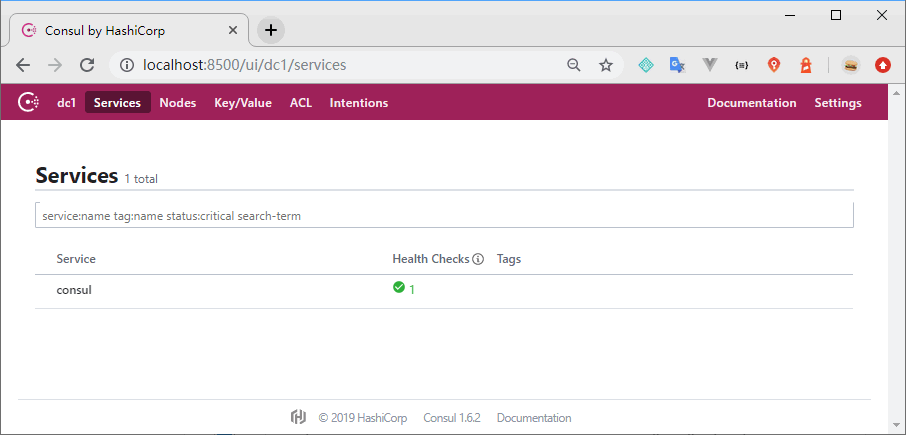 Consul by HashiCorp
localhost:8500/ui/dc1/services
dc1 Services Nodes Key/Value ACL Intentions Documentation Settings
Services 1 total
service:name tag:name status:critical search-term
Service Health Checks Tags
consul 1
© 2019 HashiCorp Consul 1.6.2 Documentation